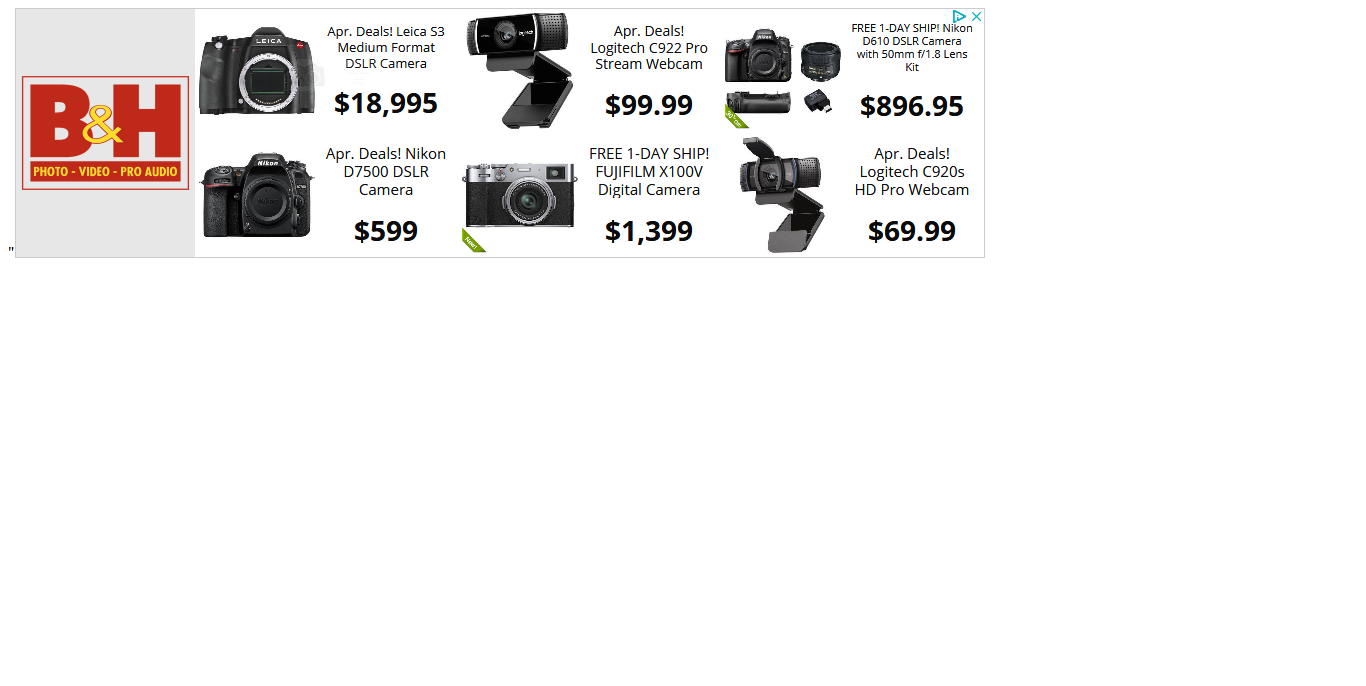 B&H
PHOTO - VIDEO - PRO AUDIO
"
LEICA
Apr. Deals! Leica S3
Medium Format
DSLR Camera
$18,995
logitech
Apr. Deals!
Logitech C922 Pro
Stream Webcam
$99.99
Nikon
FREE 1-DAY SHIP! Nikon
D610 DSLR Camera
with 50mm f/1.8 Lens
Kit
$896.95
Nikon
Apr. Deals! Nikon
D7500 DSLR
Camera
$599
New!
FREE 1-DAY SHIP!
FUJIFILM X100V
Digital Camera
$1,399
Apr. Deals!
Logitech C920s
HD Pro Webcam
$69.99